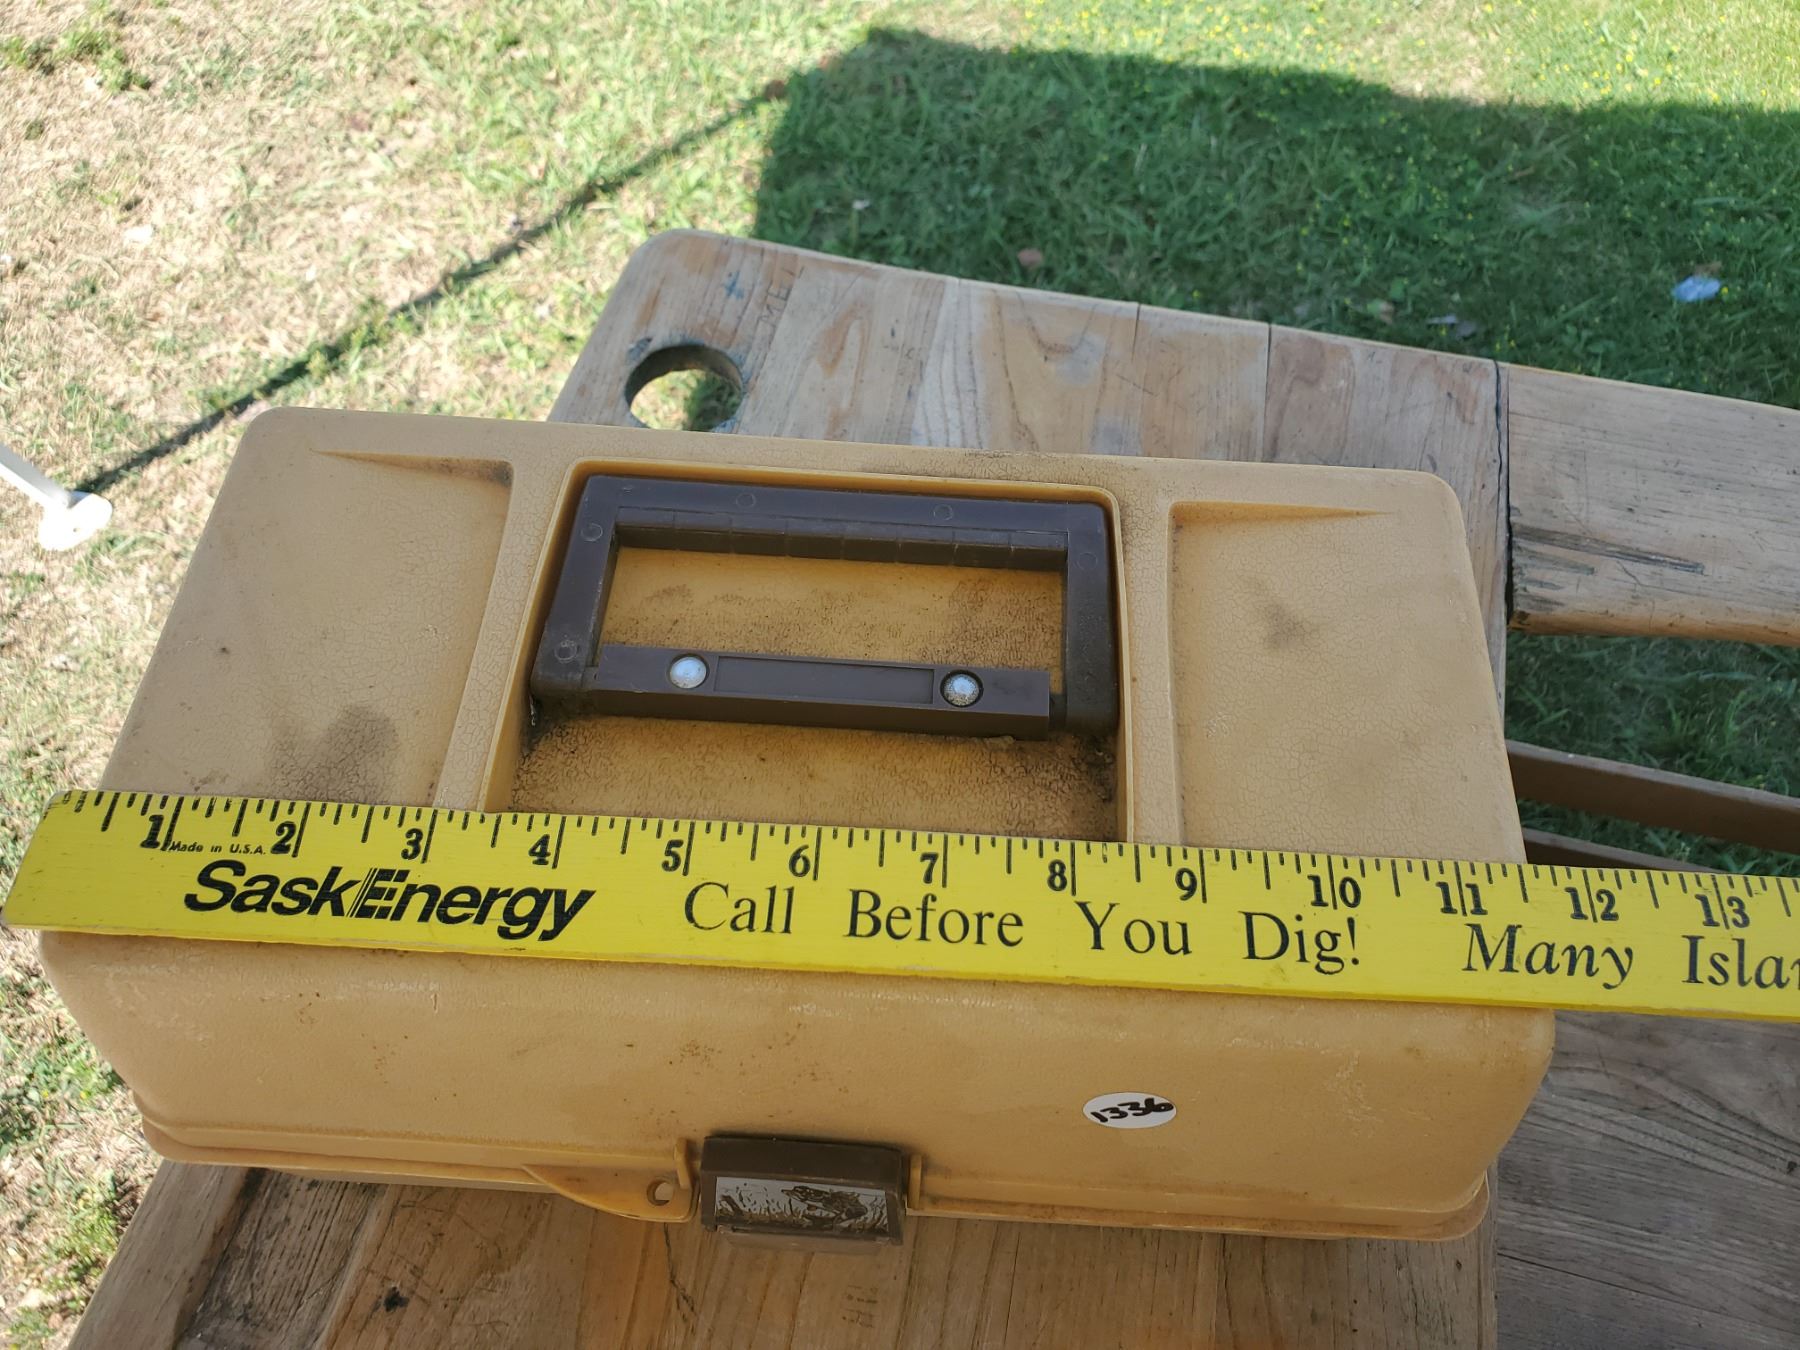 ME
1 2 3 4 5 6 7 8 9 10 11 12 13
Made in U.S.A.
SaskEnergy Call Before You Dig! Many
1336